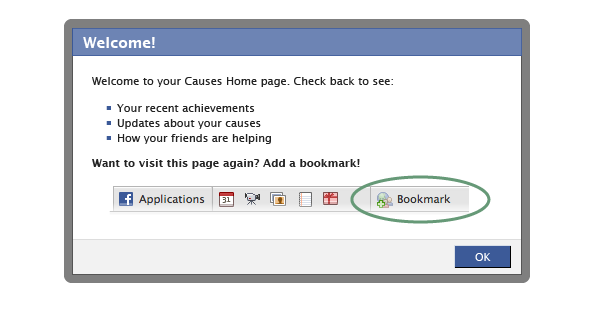 Welcome!
Welcome to your Causes Home page. Check back to see:
Your recent achievements
Updates about your causes
How your friends are helping
Want to visit this page again? Add a bookmark!
f Applications 31 Bookmark
OK